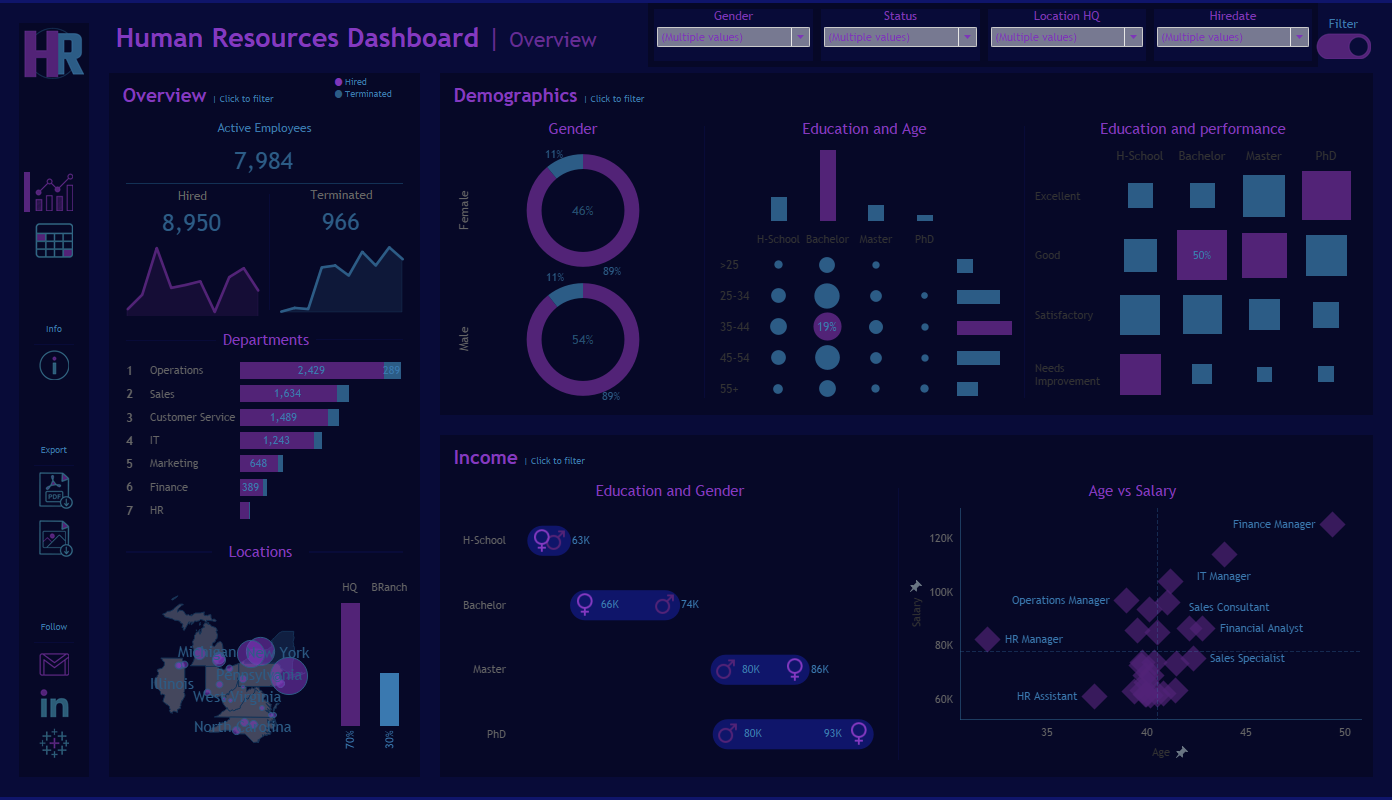 HR
Human Resources Dashboard | Overview
Gender
(Multiple values)
Status
(Multiple values)
Location HQ
(Multiple values)
Hiredate
(Multiple values)
Filter
Info
Export
PDF
Follow
in
Overview | Click to filter
Hired
Terminated
Active Employees
7,984
Hired
8,950
Terminated
966
Departments
1 Operations 2,429 289
2 Sales 1,634
3 Customer Service 1,489
4 IT 1,243
5 Marketing 648
6 Finance 389
7 HR
Locations
HQ BRanch
Michigan New York
Illinois Pennsylvania
West Virginia
North Carolina
70% 30%
Demographics | Click to filter
Gender
Female
11%
46%
89%
Male
11%
54%
89%
Education and Age
H-School Bachelor Master PhD
>25
25-34
35-44 19%
45-54
55+
Education and performance
H-School Bachelor Master PhD
Excellent
Good 50%
Satisfactory
Needs
Improvement
Income | Click to filter
Education and Gender
H-School 63K
Bachelor 66K 74K
Master 80K 86K
PhD 80K 93K
Age vs Salary
Salary
120K
100K
80K
60K
Finance Manager
IT Manager
Operations Manager
Sales Consultant
Financial Analyst
HR Manager
Sales Specialist
HR Assistant
35 40 45 50
Age